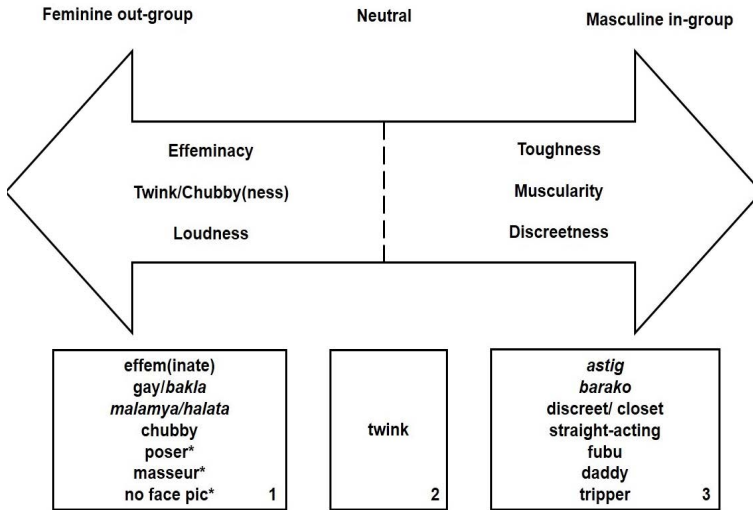 Feminine out-group
Neutral
Masculine in-group
Effeminacy
Twink/Chubby(ness)
Loudness
Toughness
Muscularity
Discreetness
effem(inate)
gay/bakla
malamya/halata
chubby
poser*
masseur*
no face pic*
1
twink
2
astig
barako
discreet/ closet
straight-acting
fubu
daddy
tripper
3